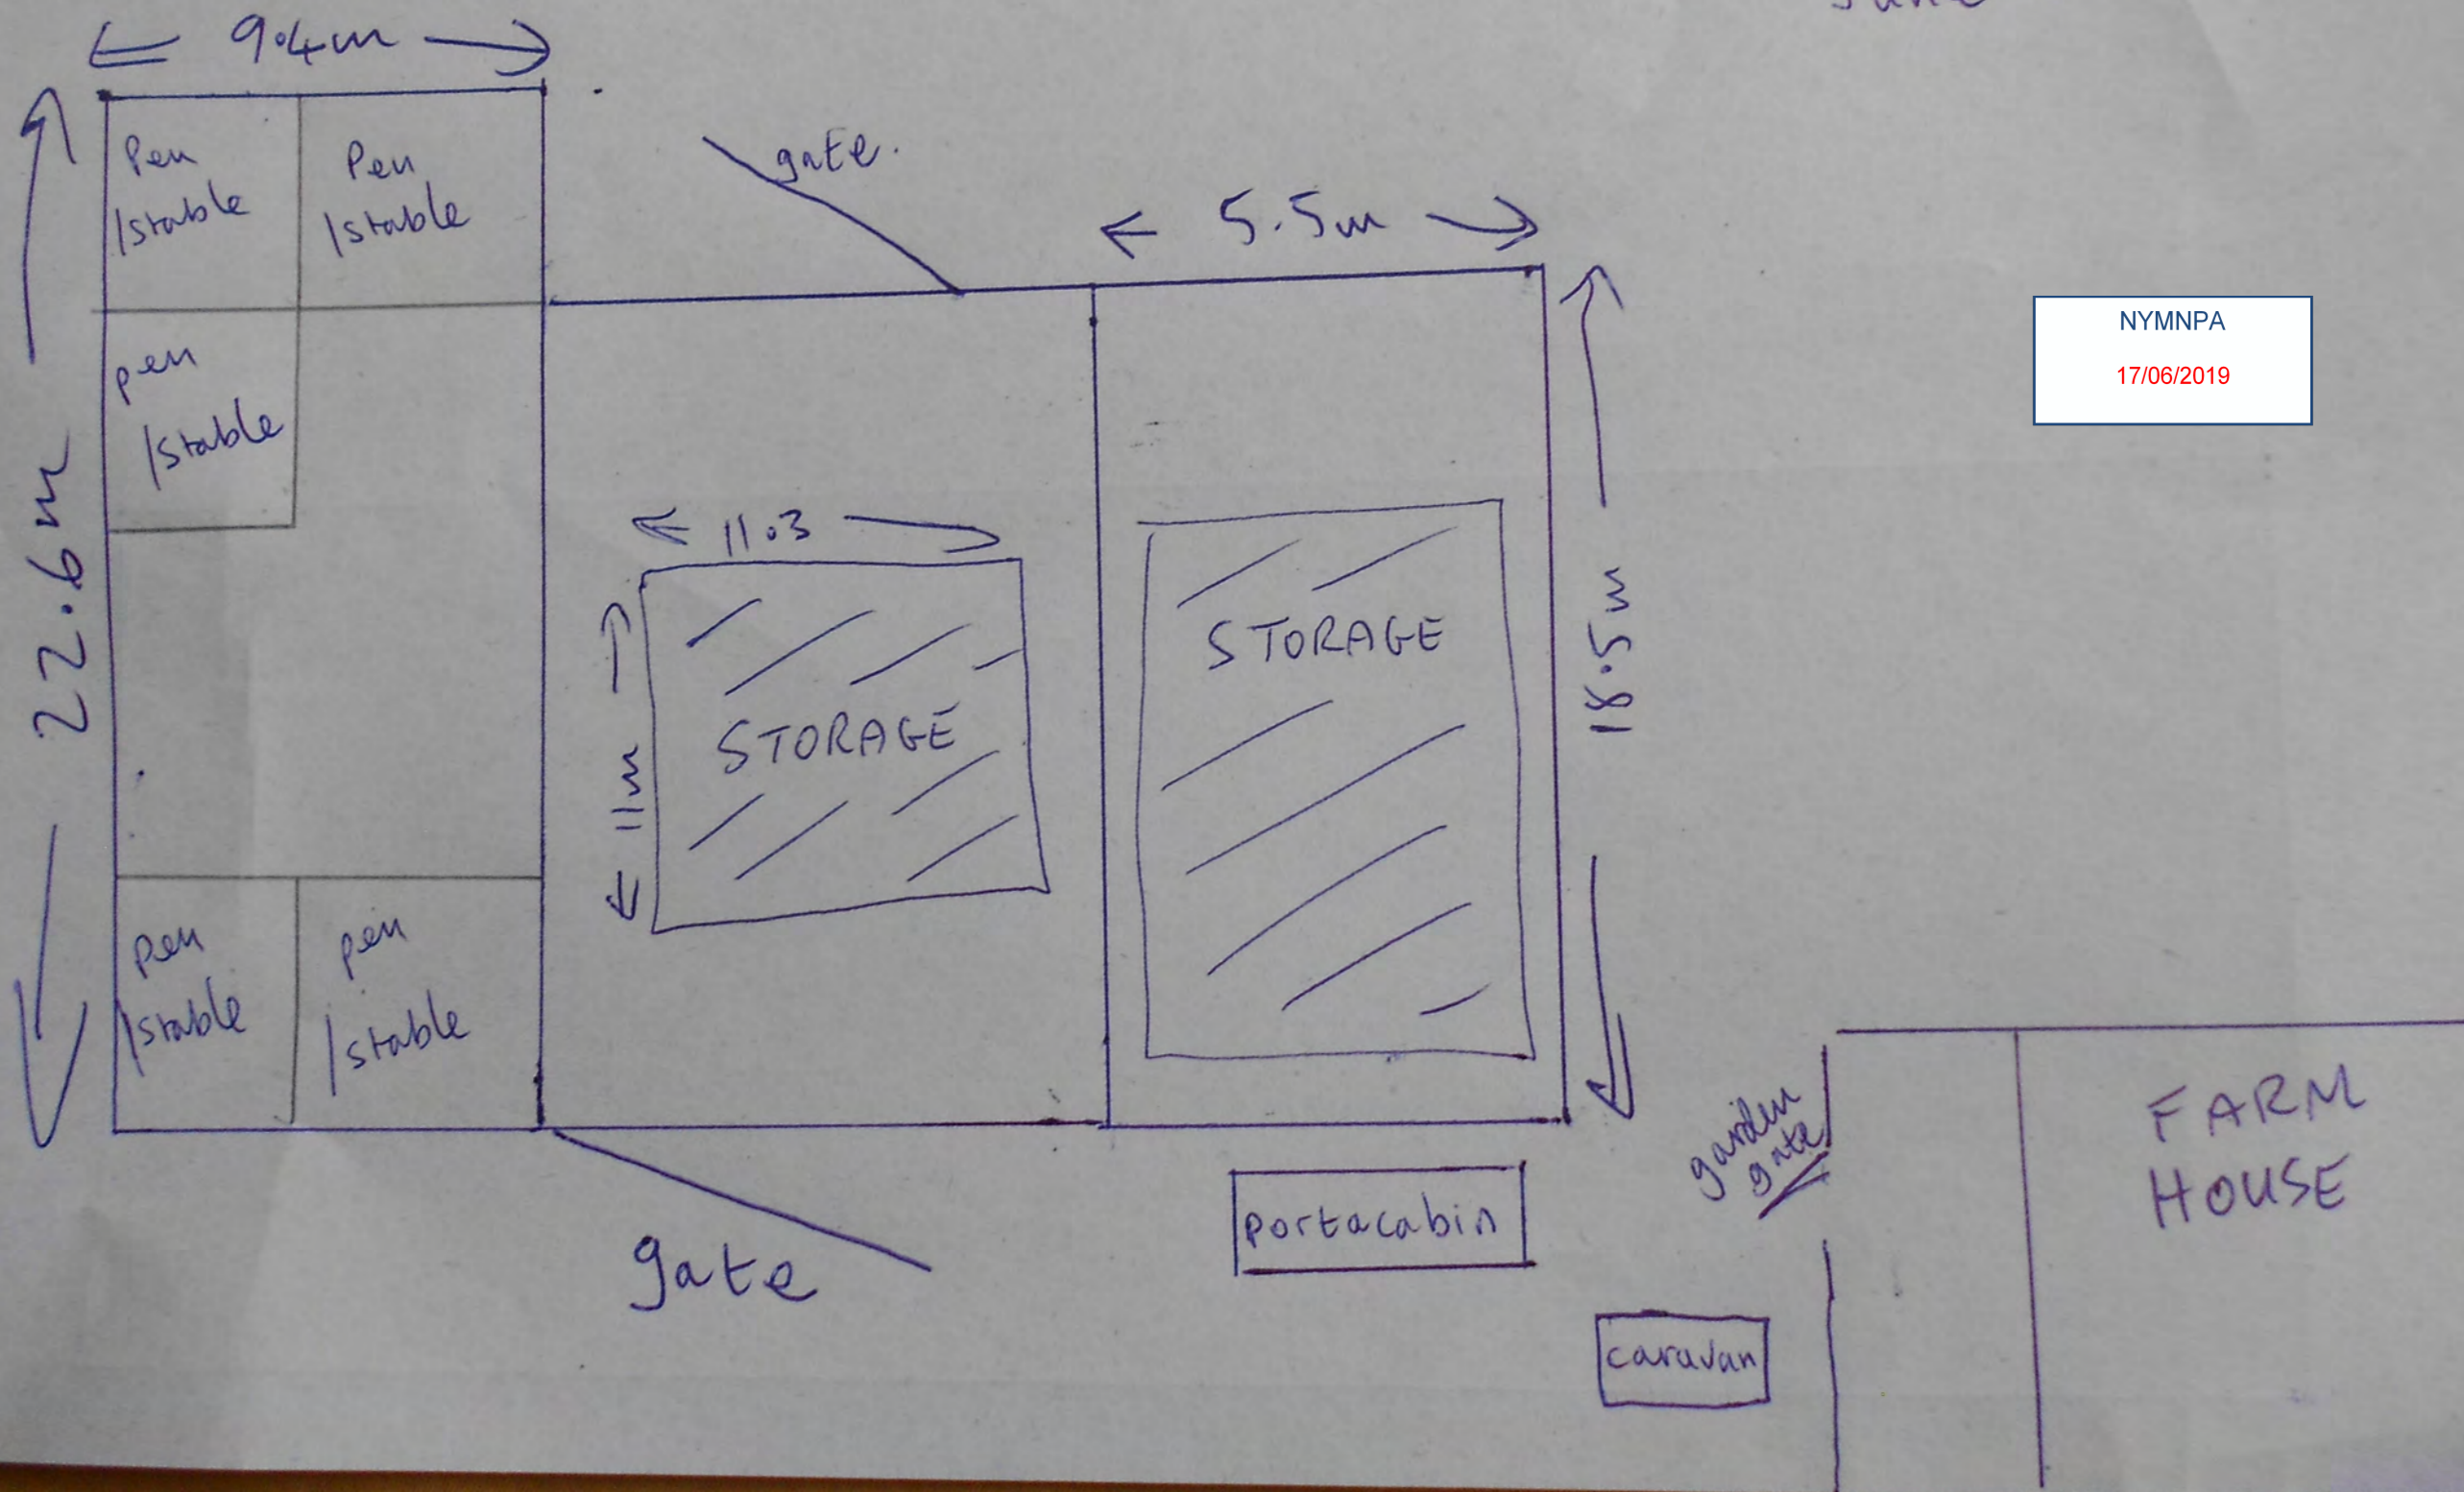 9.4m
gate.
5.5m
Pen
/stable
Pen
/stable
pen
/stable
22.6m
11.3
11m
STORAGE
STORAGE
18.5m
NYMNPA
17/06/2019
pen
/stable
pen
/stable
gate
portacabin
caravan
garden
gate
FARM
HOUSE